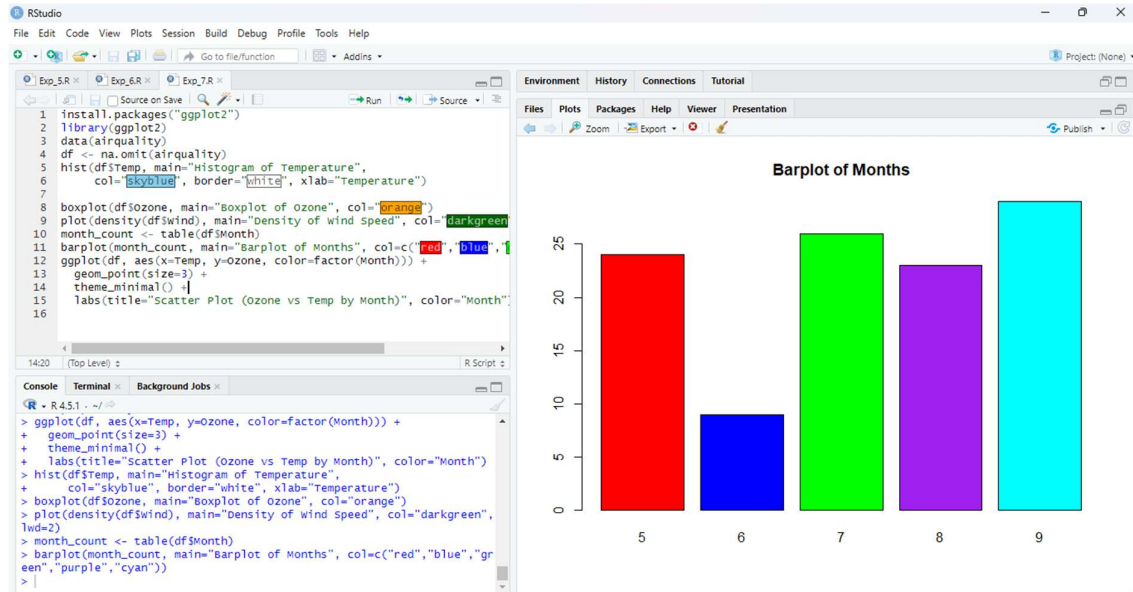 RStudio
File Edit Code View Plots Session Build Debug Profile Tools Help
Go to file/function Addins Project: (None)
Exp_5.R Exp_6.R Exp_7.R
Source on Save Run Source
1 install.packages("ggplot2")
2 library(ggplot2)
3 data(airquality)
4 df <- na.omit(airquality)
5 hist(df$Temp, main="Histogram of Temperature",
6 col="skyblue", border="white", xlab="Temperature")
7
8 boxplot(df$Ozone, main="Boxplot of Ozone", col="orange")
9 plot(density(df$Wind), main="Density of Wind Speed", col="darkgreen
10 month_count <- table(df$Month)
11 barplot(month_count, main="Barplot of Months", col=c("red","blue","
12 ggplot(df, aes(x=Temp, y=Ozone, color=factor(Month))) +
13 geom_point(size=3) +
14 theme_minimal() +
15 labs(title="Scatter Plot (Ozone vs Temp by Month)", color="Month")
16
14:20 (Top Level) R Script
Console Terminal Background Jobs
R R 4.5.1 · ~/
> ggplot(df, aes(x=Temp, y=Ozone, color=factor(Month))) +
+ geom_point(size=3) +
+ theme_minimal() +
+ labs(title="Scatter Plot (Ozone vs Temp by Month)", color="Month")
> hist(df$Temp, main="Histogram of Temperature",
+ col="skyblue", border="white", xlab="Temperature")
> boxplot(df$Ozone, main="Boxplot of Ozone", col="orange")
> plot(density(df$Wind), main="Density of Wind Speed", col="darkgreen",
lwd=2)
> month_count <- table(df$Month)
> barplot(month_count, main="Barplot of Months", col=c("red","blue","gr
een","purple","cyan"))
>
Environment History Connections Tutorial
Files Plots Packages Help Viewer Presentation
Zoom Export Publish
Barplot of Months
25
20
15
10
5
0
5 6 7 8 9